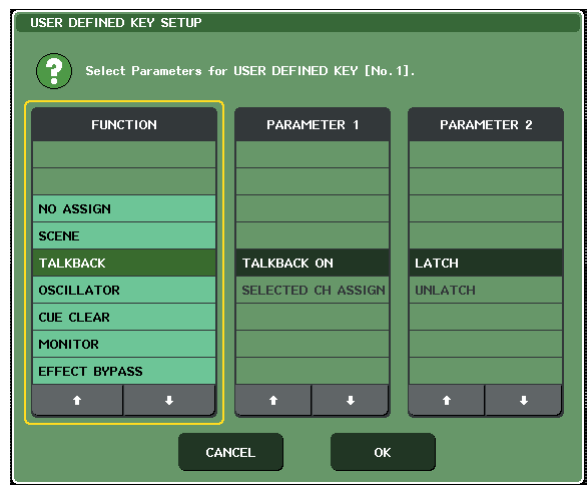 USER DEFINED KEY SETUP
?
Select Parameters for USER DEFINED KEY [No.1].
FUNCTION
PARAMETER 1
PARAMETER 2
NO ASSIGN
SCENE
TALKBACK
TALKBACK ON
LATCH
OSCILLATOR
SELECTED CH ASSIGN
UNLATCH
CUE CLEAR
MONITOR
EFFECT BYPASS
CANCEL
OK